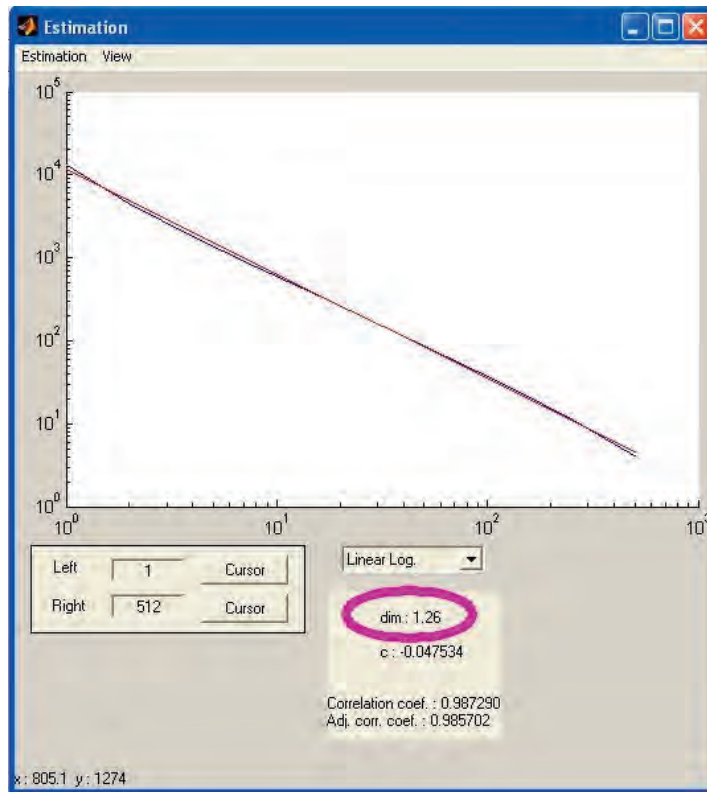 Estimation
Estimation View
10^5
10^4
10^3
10^2
10^1
10^0
10^0 10^1 10^2
Left 1 Cursor
Right 512 Cursor
Linear Log.
dim.: 1.26
c : -0.047534
Correlation coef. : 0.987290
Adj. corr. coef. : 0.985702
x : 805.1 y : 1274